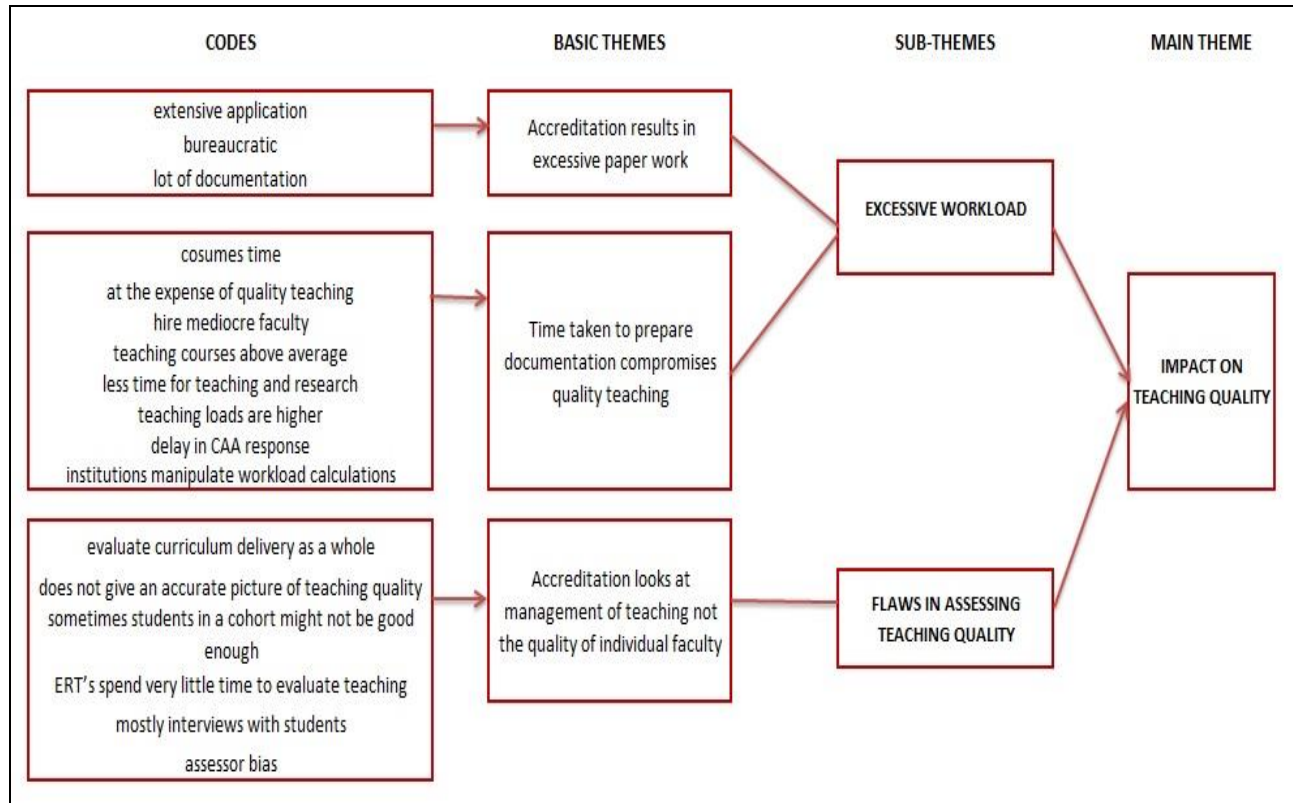 CODES
BASIC THEMES
SUB-THEMES
MAIN THEME
extensive application
bureaucratic
lot of documentation
Accreditation results in
excessive paper work
EXCESSIVE WORKLOAD
cosumes time
at the expense of quality teaching
hire mediocre faculty
teaching courses above average
less time for teaching and research
teaching loads are higher
delay in CAA response
institutions manipulate workload calculations
Time taken to prepare
documentation compromises
quality teaching
IMPACT ON
TEACHING QUALITY
evaluate curriculum delivery as a whole
does not give an accurate picture of teaching quality
sometimes students in a cohort might not be good
enough
ERT’s spend very little time to evaluate teaching
mostly interviews with students
assessor bias
Accreditation looks at
management of teaching not
the quality of individual faculty
FLAWS IN ASSESSING
TEACHING QUALITY